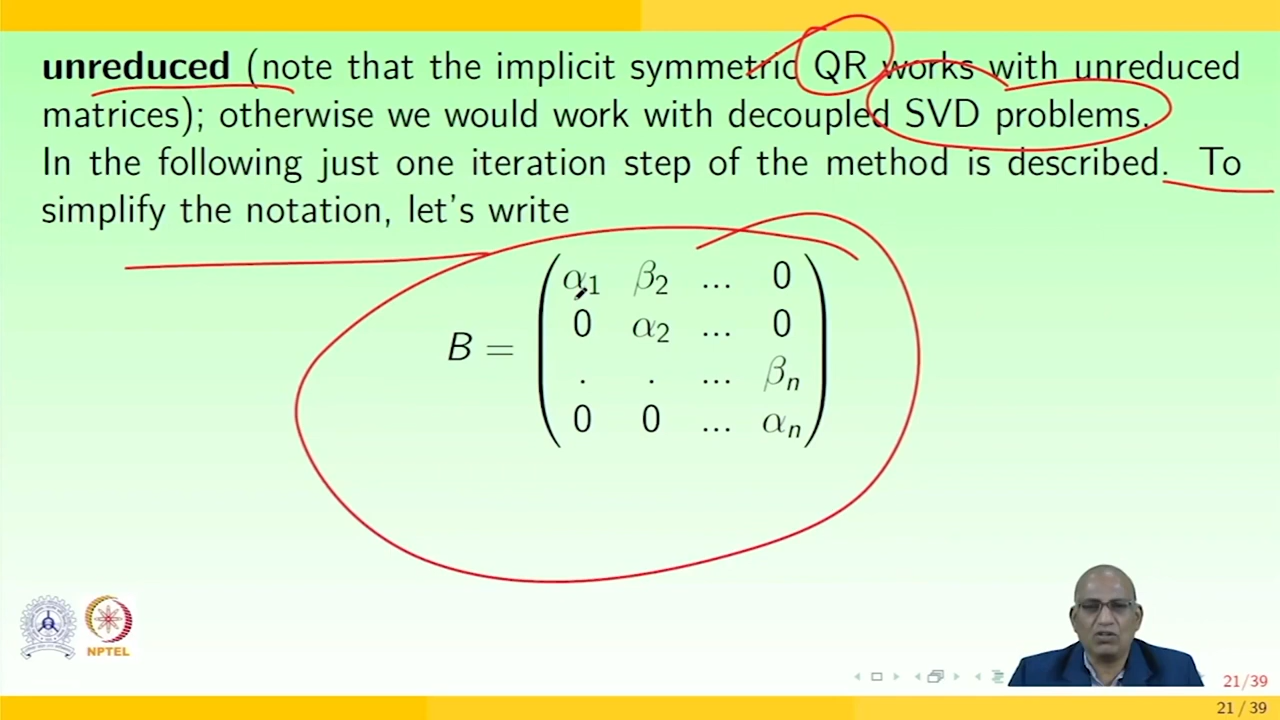 unreduced (note that the implicit symmetric QR works with unreduced
matrices); otherwise we would work with decoupled SVD problems.
In the following just one iteration step of the method is described. To
simplify the notation, let's write
α₁ β₂ ... 0
0 α₂ ... 0
B =
. . ... βₙ
0 0 ... αₙ
NPTEL
21/39
21 / 39